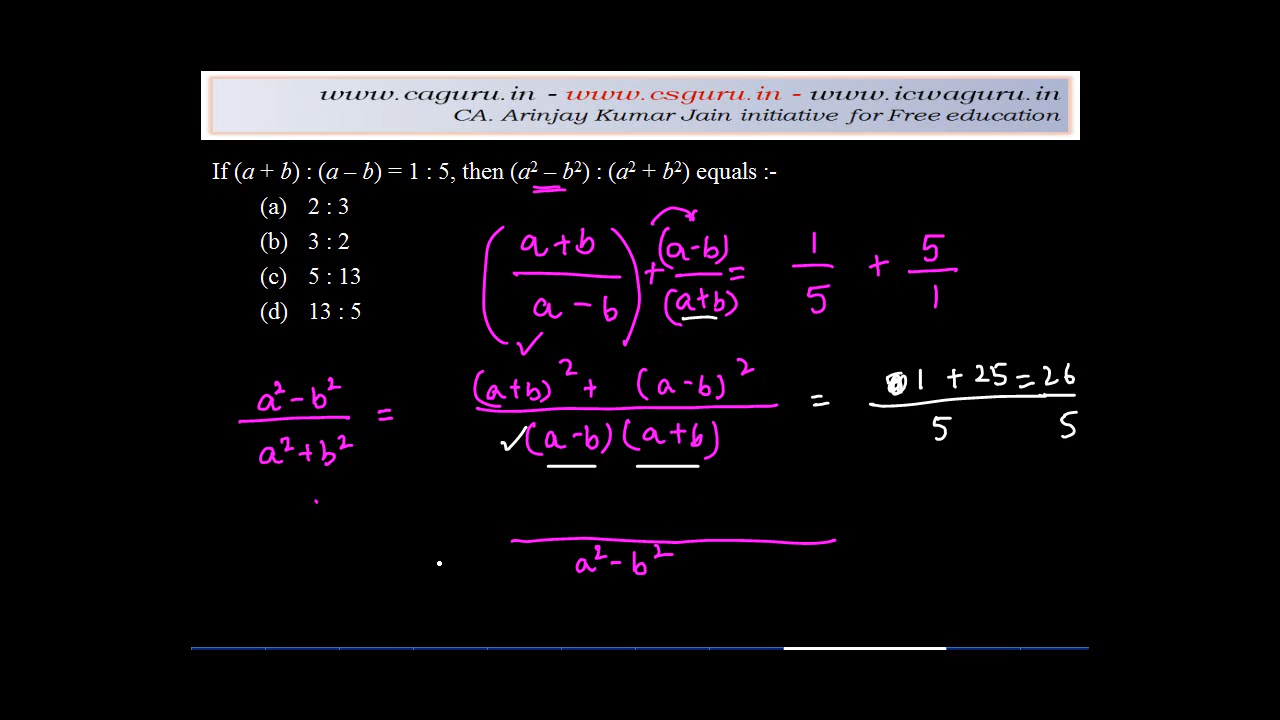 www.caguru.in - www.csguru.in - www.icwaguru.in
CA. Arinjay Kumar Jain initiative for Free education
If (a + b) : (a – b) = 1 : 5, then (a² – b²) : (a² + b²) equals :-
(a) 2 : 3
(b) 3 : 2
(c) 5 : 13
(d) 13 : 5
(a+b / a-b) + (a-b)/(a+b) = 1/5 + 5/1
a²-b² / a²+b² = (a+b)² + (a-b)² / (a-b)(a+b) = 1 + 25 = 26 / 5 5
a²-b²